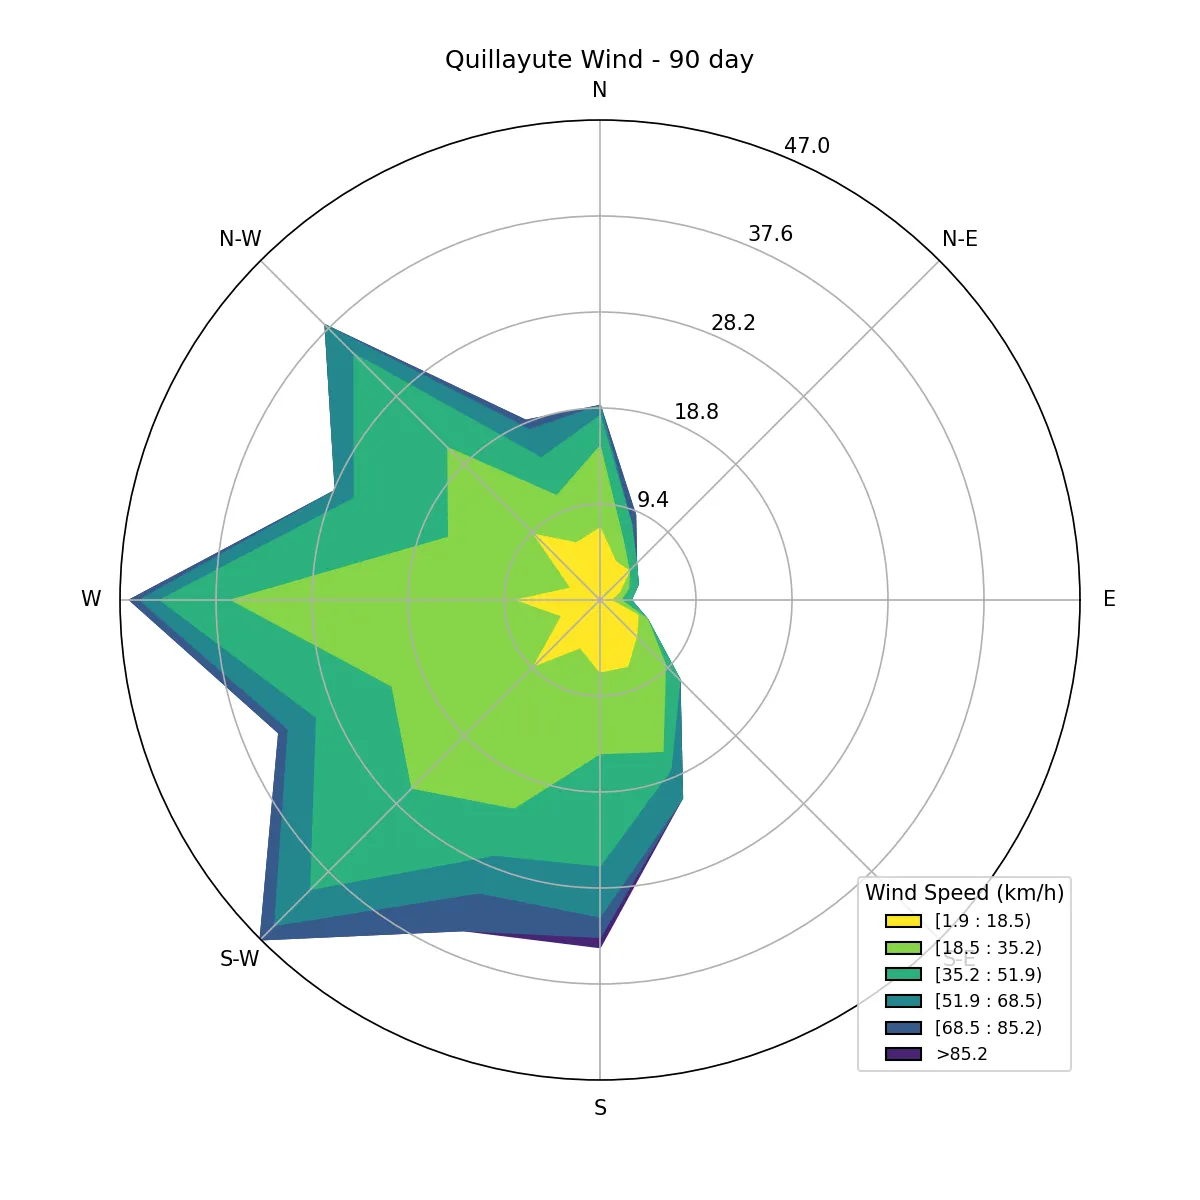 Quillayute Wind - 90 day
N
47.0
N-W
N-E
37.6
28.2
18.8
9.4
W
E
S-W
S-E
S
Wind Speed (km/h)
[1.9 : 18.5)
[18.5 : 35.2)
[35.2 : 51.9)
[51.9 : 68.5)
[68.5 : 85.2)
>85.2